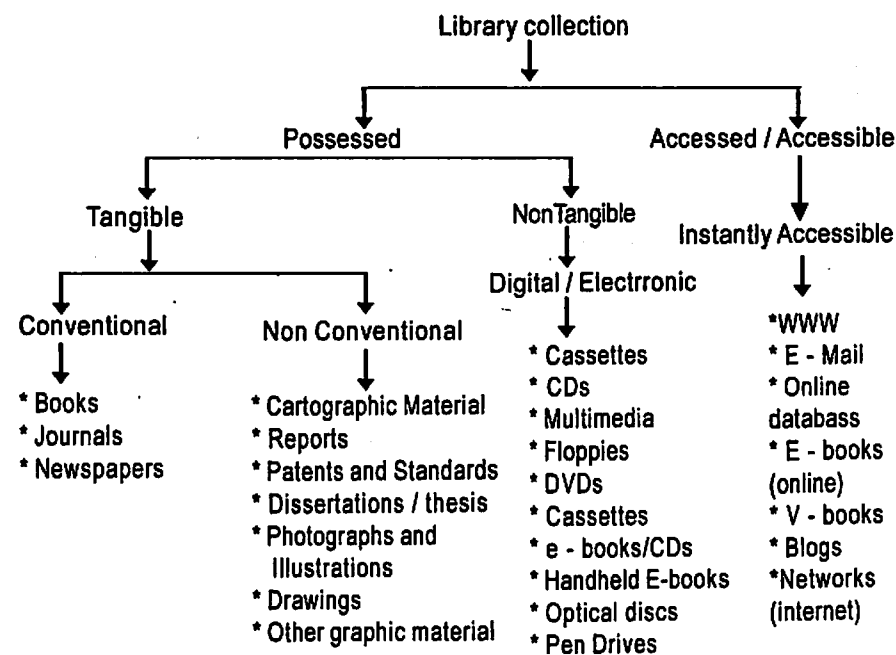 Library collection
Possessed
Accessed / Accessible
Tangible
NonTangible
Instantly Accessible
Digital / Electrronic
Conventional
Non Conventional
* Books
* Journals
* Newspapers
* Cartographic Material
* Reports
* Patents and Standards
* Dissertations / thesis
* Photographs and
Illustrations
* Drawings
* Other graphic material
* Cassettes
* CDs
* Multimedia
* Floppies
* DVDs
* Cassettes
* e - books/CDs
* Handheld E-books
* Optical discs
* Pen Drives
*WWW
* E - Mail
* Online
databass
* E - books
(online)
* V - books
* Blogs
*Networks
(internet)